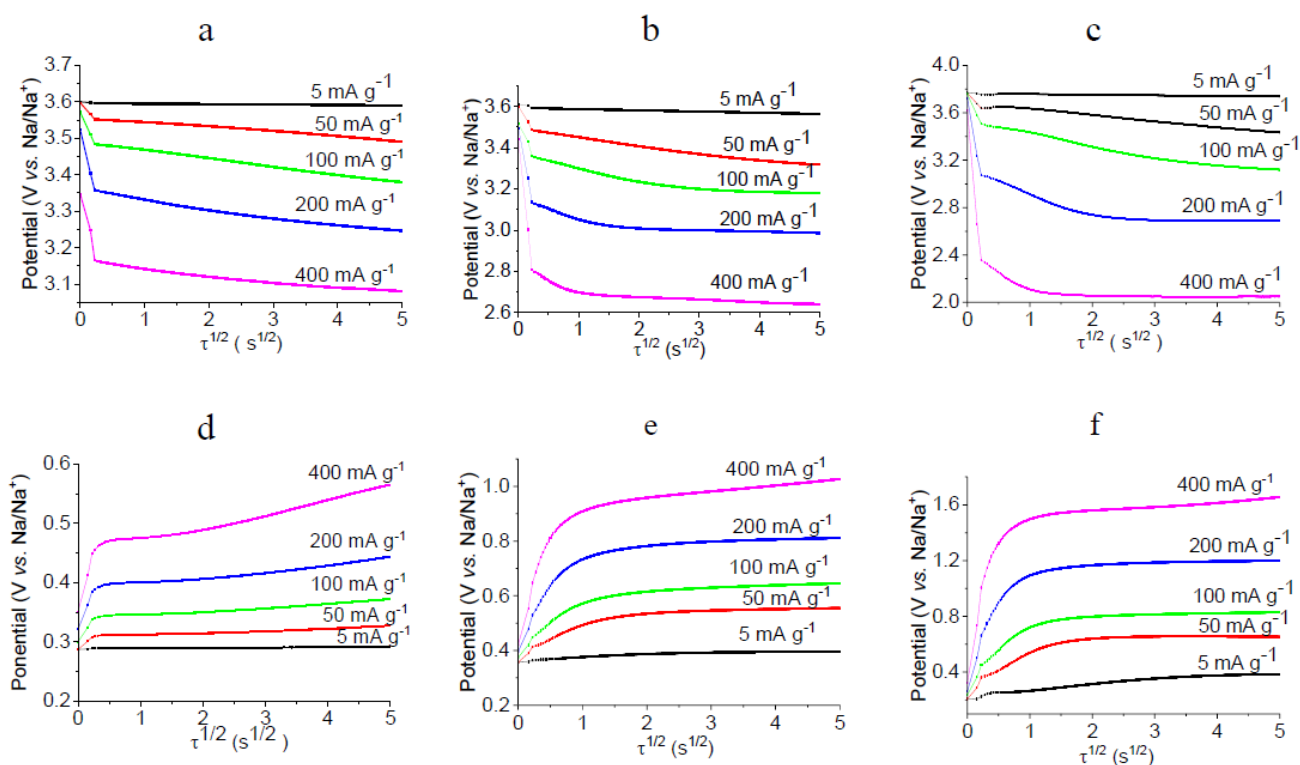 a
3.7
3.6
3.5
3.4
3.3
3.2
3.1
0 1 2 3 4 5
Potential (V vs. Na/Na+)
τ1/2 ( s1/2)
5 mA g-1
50 mA g-1
100 mA g-1
200 mA g-1
400 mA g-1
b
3.6
3.4
3.2
3.0
2.8
2.6
0 1 2 3 4 5
Potential (V vs. Na/Na+)
τ1/2 (s1/2)
5 mA g-1
50 mA g-1
100 mA g-1
200 mA g-1
400 mA g-1
c
4.0
3.6
3.2
2.8
2.4
2.0
0 1 2 3 4 5
Potential (V vs. Na/Na+)
τ1/2 ( s1/2)
5 mA g-1
50 mA g-1
100 mA g-1
200 mA g-1
400 mA g-1
d
0.6
0.5
0.4
0.3
0.2
0 1 2 3 4 5
Ponential (V vs. Na/Na+)
τ1/2 (s1/2 )
400 mA g-1
200 mA g-1
100 mA g-1
50 mA g-1
5 mA g-1
e
1.0
0.8
0.6
0.4
0.2
0 1 2 3 4 5
Potential (V vs. Na/Na+)
τ1/2 (s1/2)
400 mA g-1
200 mA g-1
100 mA g-1
50 mA g-1
5 mA g-1
f
1.6
1.2
0.8
0.4
0 1 2 3 4 5
Potential (V vs. Na/Na+)
τ1/2 (s1/2)
400 mA g-1
200 mA g-1
100 mA g-1
50 mA g-1
5 mA g-1